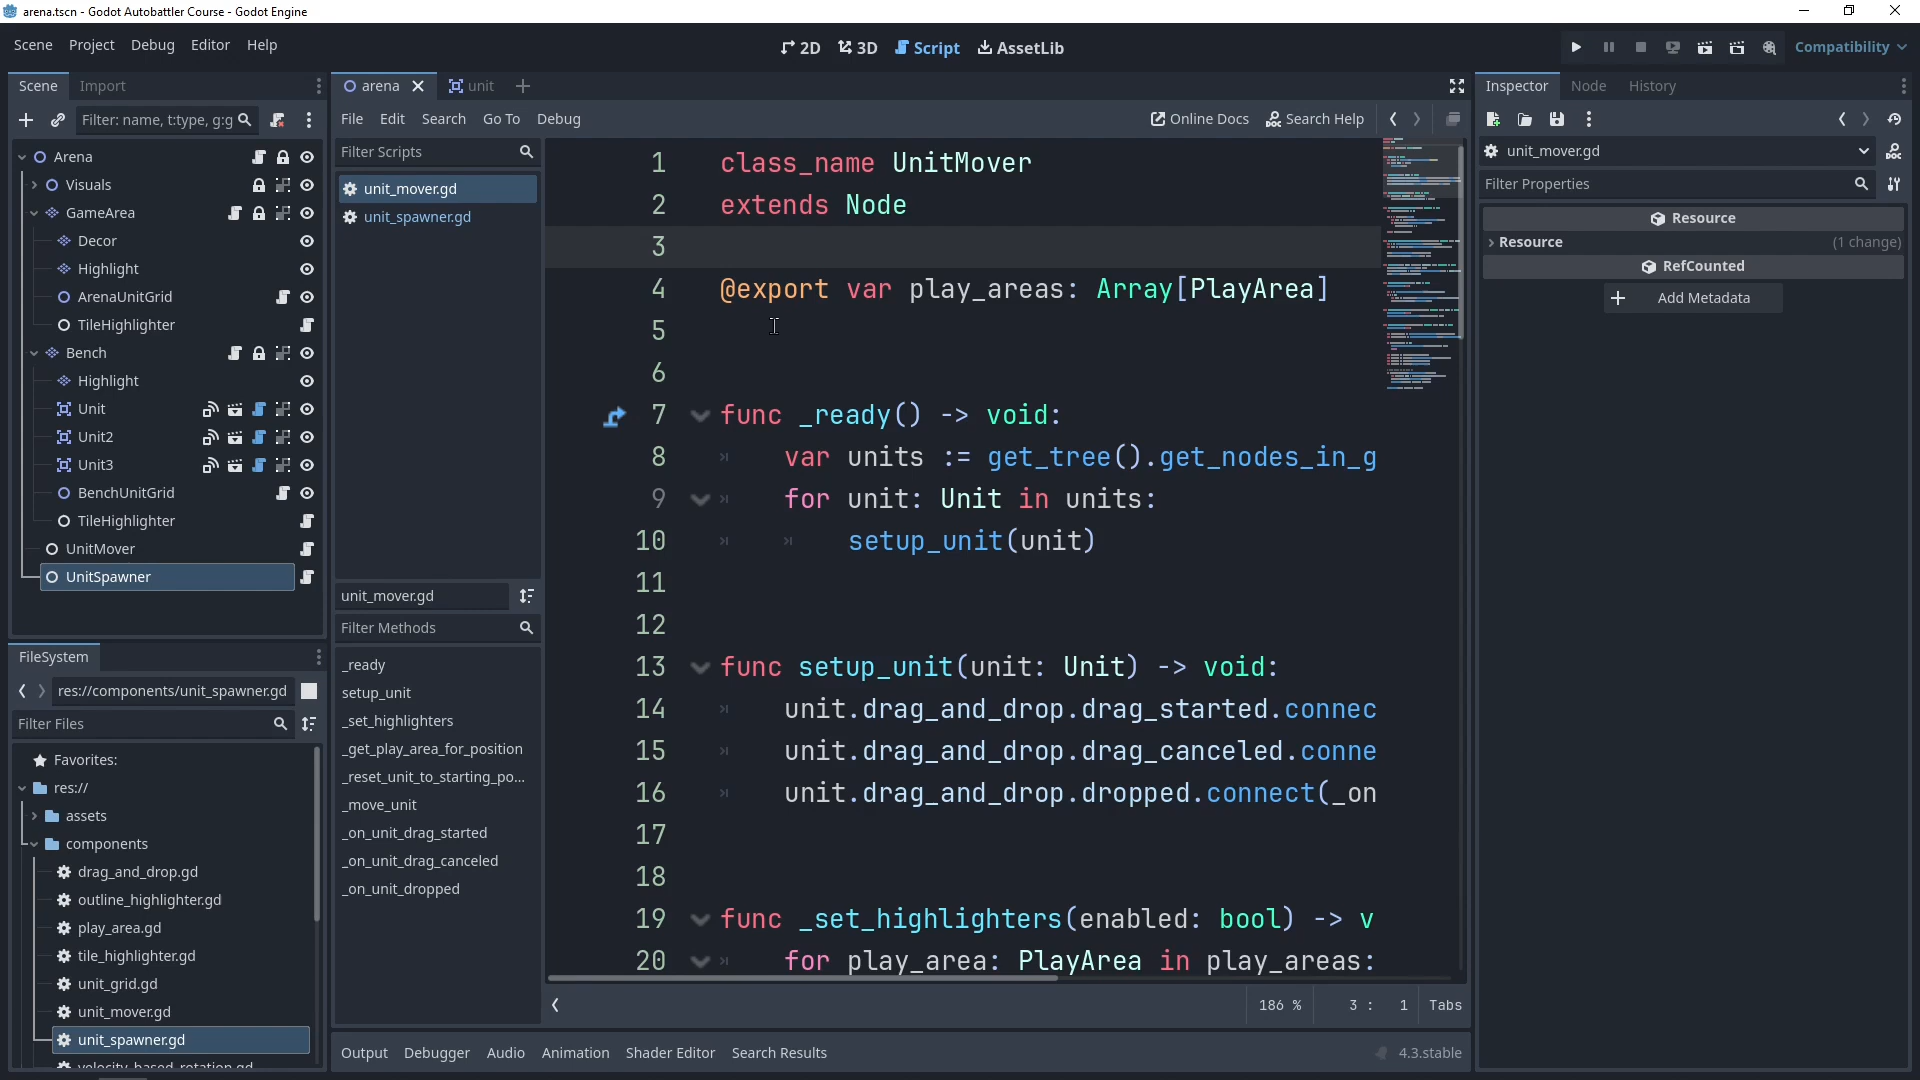 arena.tscn - Godot Autobattler Course - Godot Engine
Scene Project Debug Editor Help
2D 3D Script AssetLib
Compatibility
Scene Import
Filter: name, t:type, g:g
Arena
Visuals
GameArea
Decor
Highlight
ArenaUnitGrid
TileHighlighter
Bench
Highlight
Unit
Unit2
Unit3
BenchUnitGrid
TileHighlighter
UnitMover
UnitSpawner
FileSystem
res://components/unit_spawner.gd
Filter Files
Favorites:
res://
assets
components
drag_and_drop.gd
outline_highlighter.gd
play_area.gd
tile_highlighter.gd
unit_grid.gd
unit_mover.gd
unit_spawner.gd
velocity_based_rotation.gd
arena unit
File Edit Search Go To Debug
Online Docs Search Help
Filter Scripts
unit_mover.gd
unit_spawner.gd
unit_mover.gd
Filter Methods
_ready
setup_unit
_set_highlighters
_get_play_area_for_position
_reset_unit_to_starting_po...
_move_unit
_on_unit_drag_started
_on_unit_drag_canceled
_on_unit_dropped
1 class_name UnitMover
2 extends Node
3
4 @export var play_areas: Array[PlayArea]
5
6
7 func _ready() -> void:
8 var units := get_tree().get_nodes_in_g
9 for unit: Unit in units:
10 setup_unit(unit)
11
12
13 func setup_unit(unit: Unit) -> void:
14 unit.drag_and_drop.drag_started.connec
15 unit.drag_and_drop.drag_canceled.conne
16 unit.drag_and_drop.dropped.connect(_on
17
18
19 func _set_highlighters(enabled: bool) -> v
20 for play_area: PlayArea in play_areas:
186 % 3 : 1 Tabs
Output Debugger Audio Animation Shader Editor Search Results
4.3.stable
Inspector Node History
unit_mover.gd
Filter Properties
Resource
Resource (1 change)
RefCounted
Add Metadata